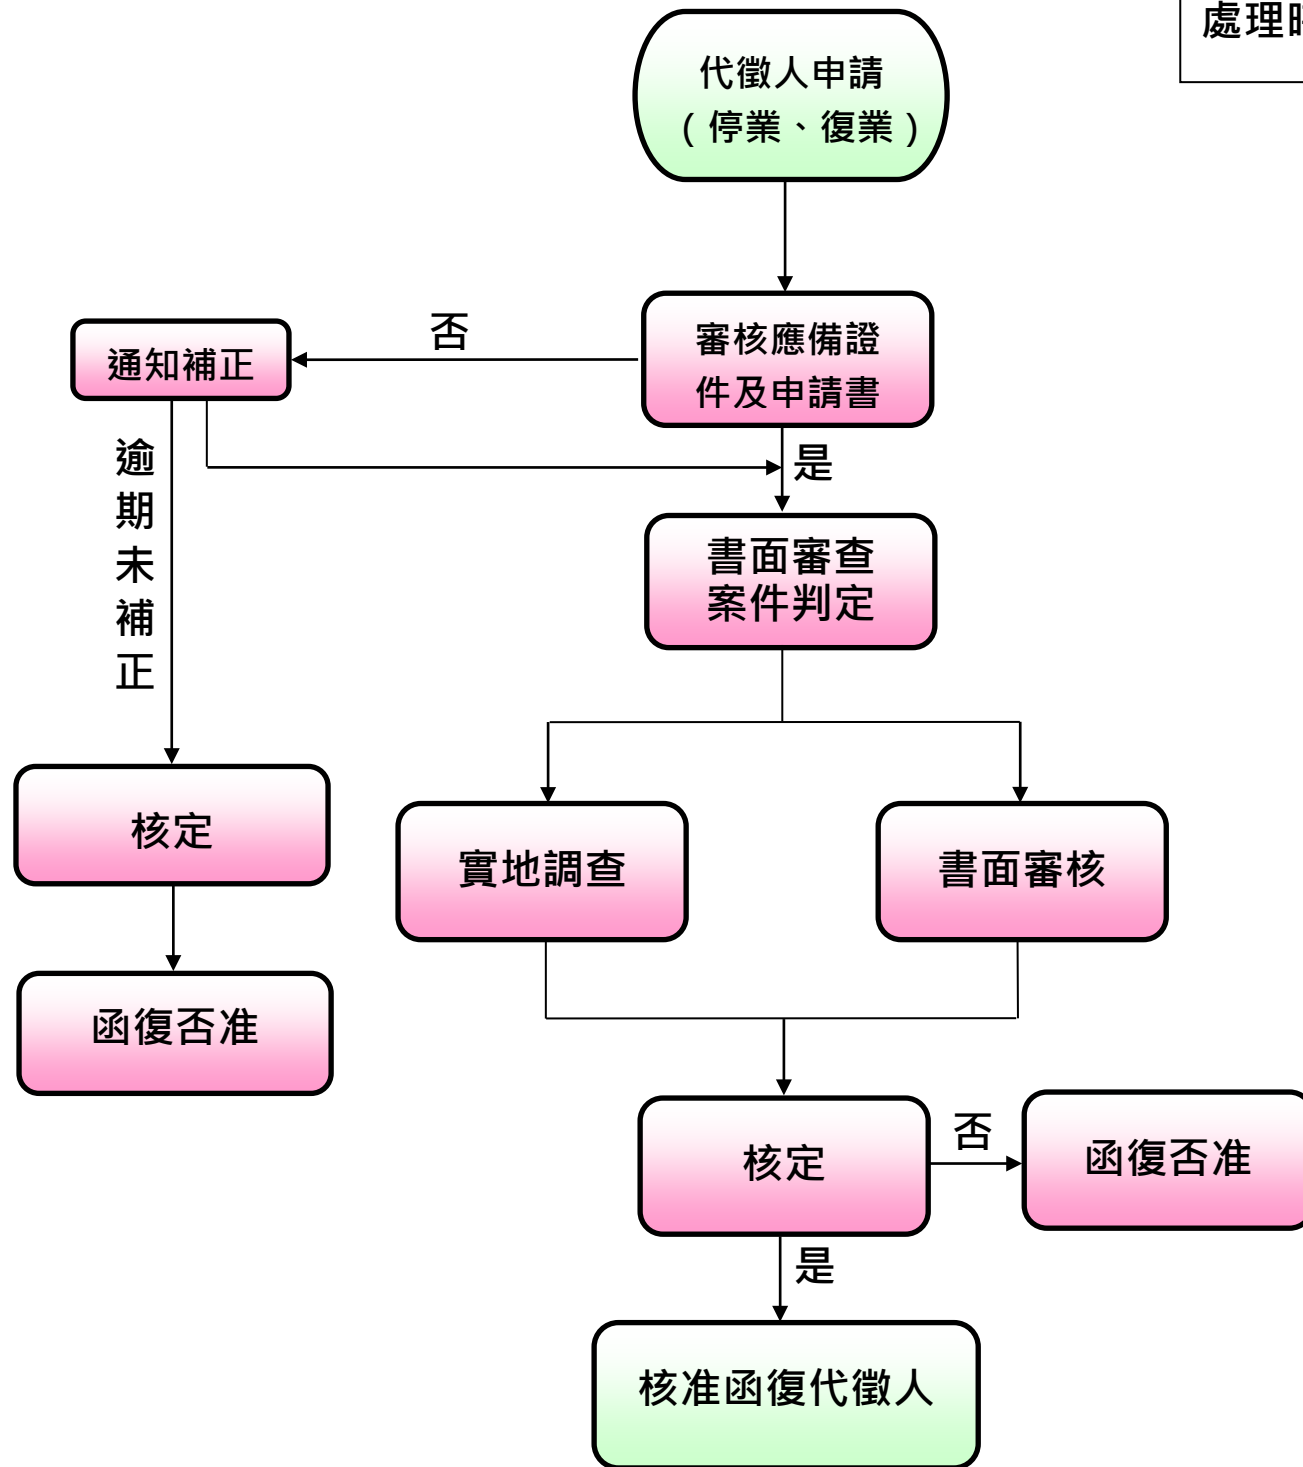 處理時
代徵人申請
（停業、復業）
否
審核應備證
件及申請書
通知補正
是
逾期未補正
書面審查
案件判定
核定
實地調查
書面審核
函復否准
核定
否
函復否准
是
核准函復代徵人